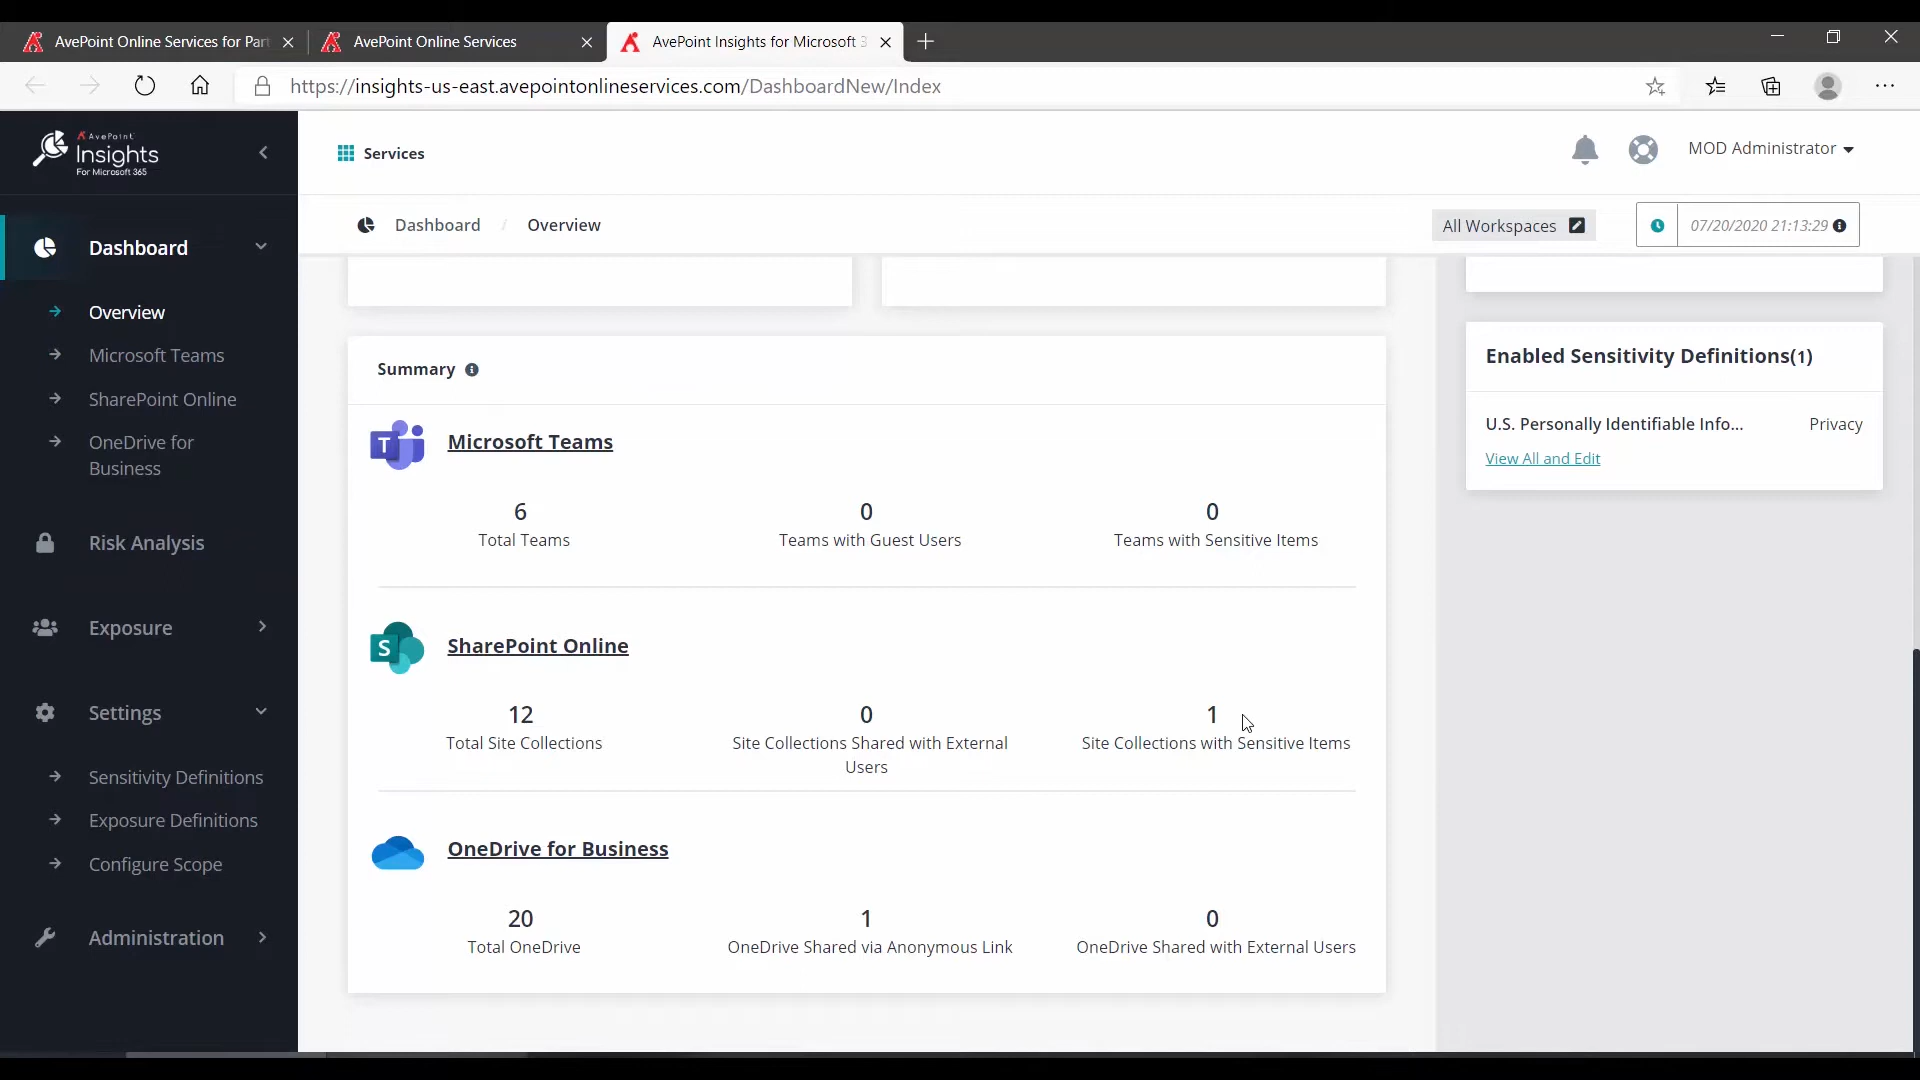 AvePoint Online Services for Part
AvePoint Online Services
AvePoint Insights for Microsoft 3
https://insights-us-east.avepointonlineservices.com/DashboardNew/Index
AvePoint
Insights
For Microsoft 365
Services
MOD Administrator
Dashboard / Overview
All Workspaces
07/20/2020 21:13:29
Dashboard
Overview
Microsoft Teams
SharePoint Online
OneDrive for
Business
Risk Analysis
Exposure
Settings
Sensitivity Definitions
Exposure Definitions
Configure Scope
Administration
Summary
T
Microsoft Teams
6 0 0
Total Teams Teams with Guest Users Teams with Sensitive Items
S
SharePoint Online
12 0 1
Total Site Collections Site Collections Shared with External Site Collections with Sensitive Items
Users
OneDrive for Business
20 1 0
Total OneDrive OneDrive Shared via Anonymous Link OneDrive Shared with External Users
Enabled Sensitivity Definitions(1)
U.S. Personally Identifiable Info... Privacy
View All and Edit